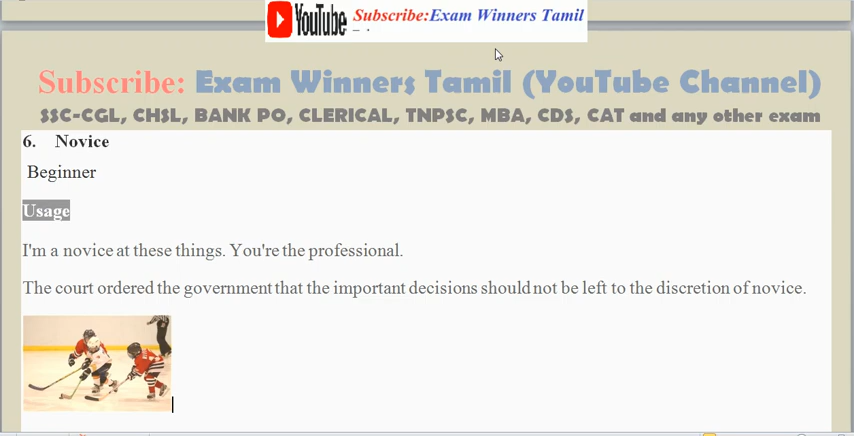 YouTube Subscribe:Exam Winners Tamil
Subscribe: Exam Winners Tamil (YouTube Channel)
SSC-CGL, CHSL, BANK PO, CLERICAL, TNPSC, MBA, CDS, CAT and any other exam
6. Novice
Beginner
Usage
I'm a novice at these things. You're the professional.
The court ordered the government that the important decisions should not be left to the discretion of novice.